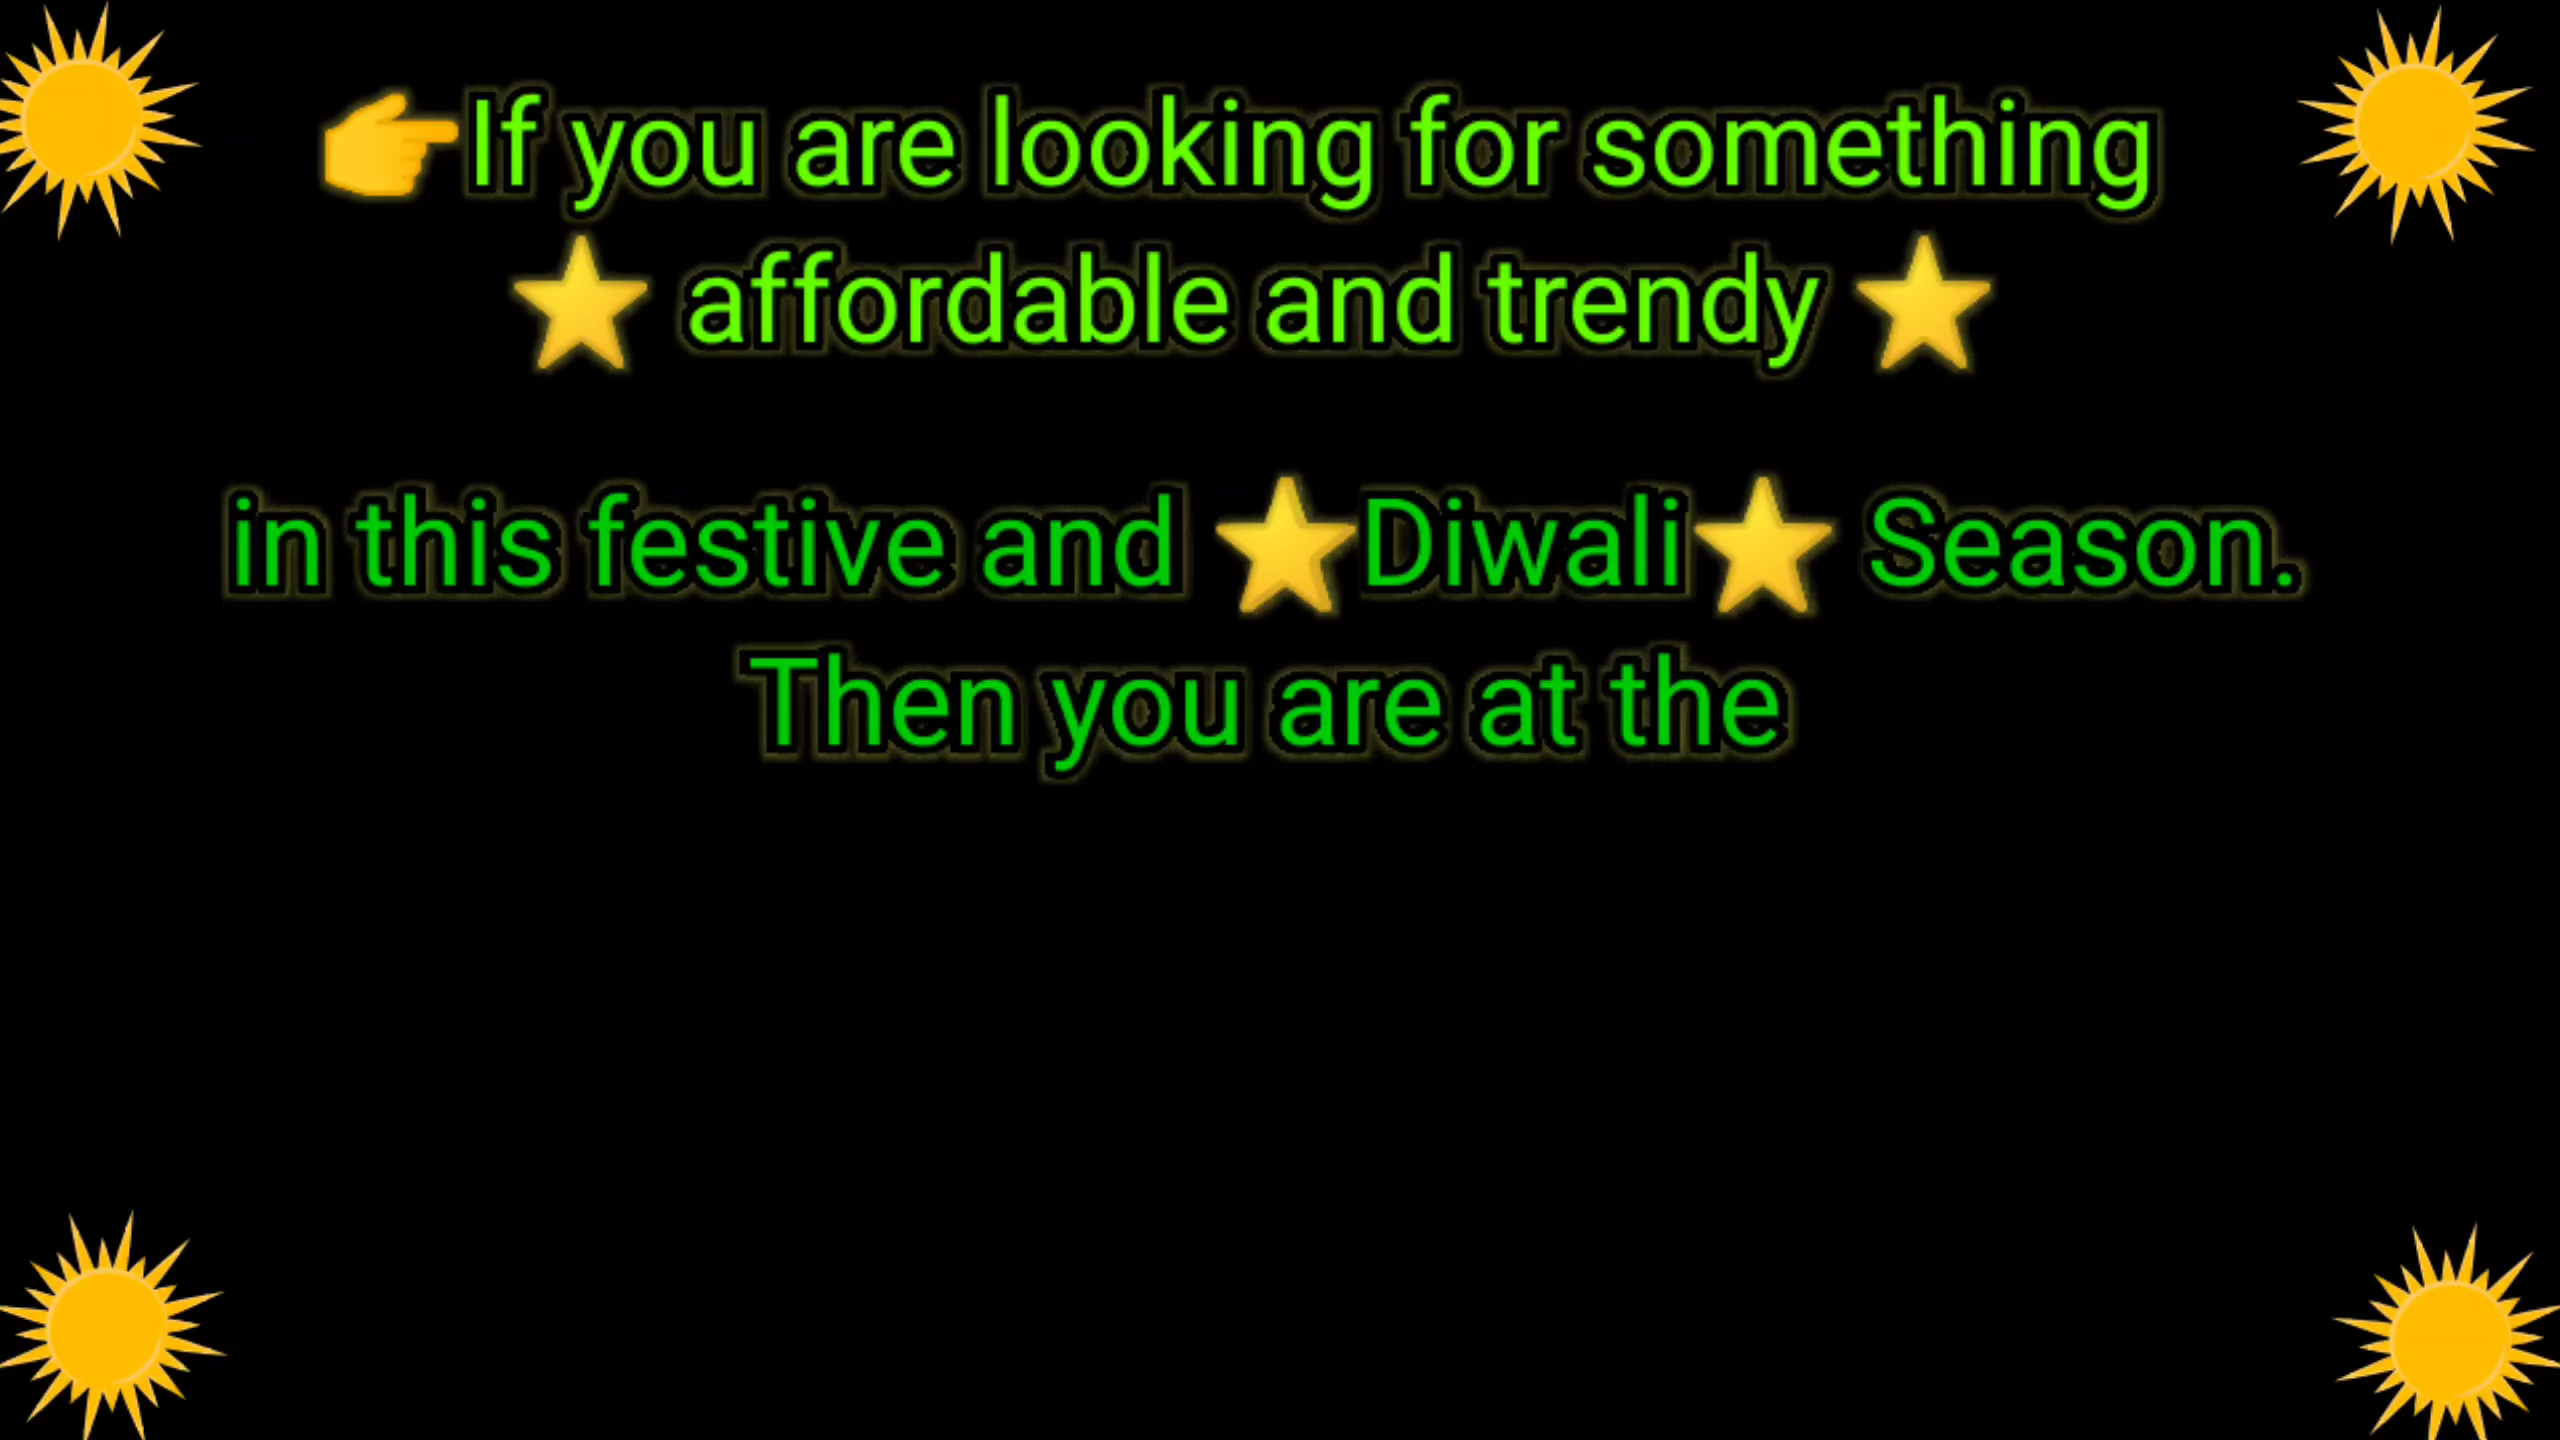 👉If you are looking for something
⭐ affordable and trendy ⭐
in this festive and ⭐Diwali⭐ Season.
Then you are at the